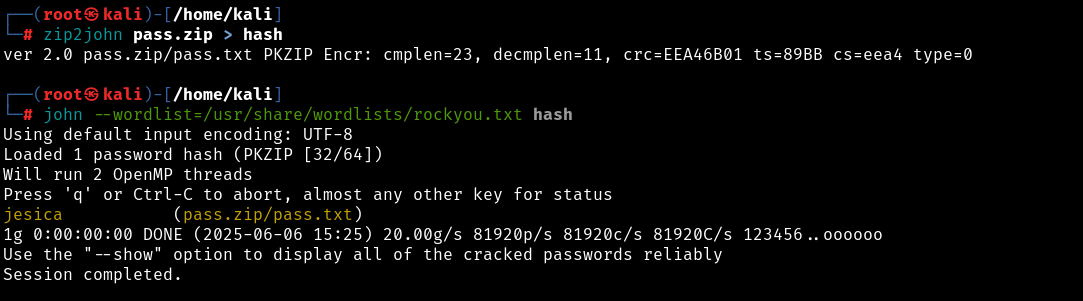 ┌──(root㉿kali)-[/home/kali]
└─# zip2john pass.zip > hash
ver 2.0 pass.zip/pass.txt PKZIP Encr: cmplen=23, decmplen=11, crc=EEA46B01 ts=89BB cs=eea4 type=0
┌──(root㉿kali)-[/home/kali]
└─# john --wordlist=/usr/share/wordlists/rockyou.txt hash
Using default input encoding: UTF-8
Loaded 1 password hash (PKZIP [32/64])
Will run 2 OpenMP threads
Press 'q' or Ctrl-C to abort, almost any other key for status
jesica           (pass.zip/pass.txt)
1g 0:00:00:00 DONE (2025-06-06 15:25) 20.00g/s 81920p/s 81920c/s 81920C/s 123456..oooooo
Use the "--show" option to display all of the cracked passwords reliably
Session completed.